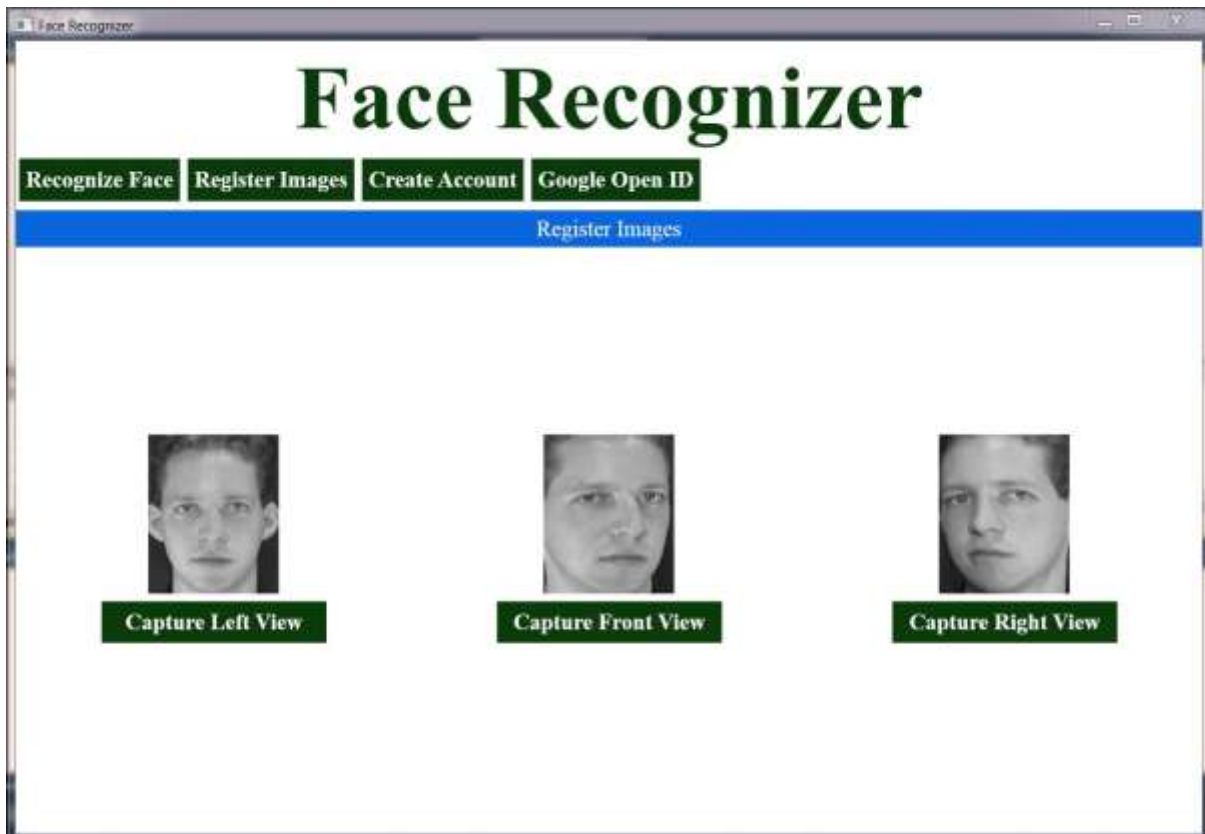 Face Recognizer
Face Recognizer
Recognize Face Register Images Create Account Google Open ID
Register Images
Capture Left View Capture Front View Capture Right View